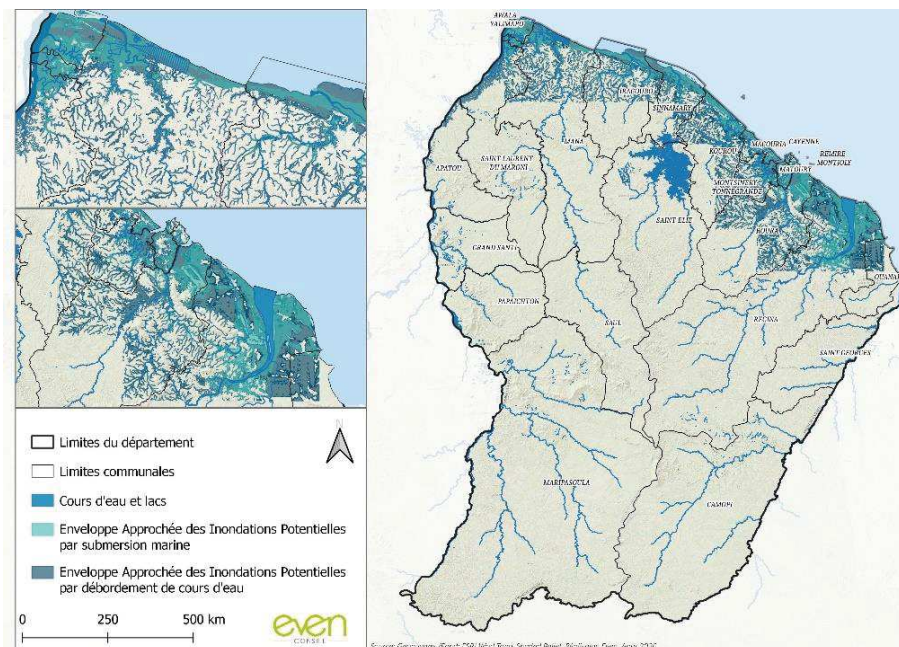 AWALA
YALIMAPO
IRACOUBO
SINNAMARY
MANA
SAINT LAURENT
DU MARONI
APATOU
KOUROU
MACOURIA
CAYENNE
REMIRE
MONTJOLY
MATOURY
MONTSINERY
TONNEGRANDE
SAINT ELIE
ROURA
GRAND SANTI
OUANARY
PAPAICHTON
SAUL
REGINA
SAINT GEORGES
MARIPASOULA
CAMOPI
N
Limites du département
Limites communales
Cours d'eau et lacs
Enveloppe Approchée des Inondations Potentielles
par submersion marine
Enveloppe Approchée des Inondations Potentielles
par débordement de cours d'eau
0 250 500 km
even
CONSEIL